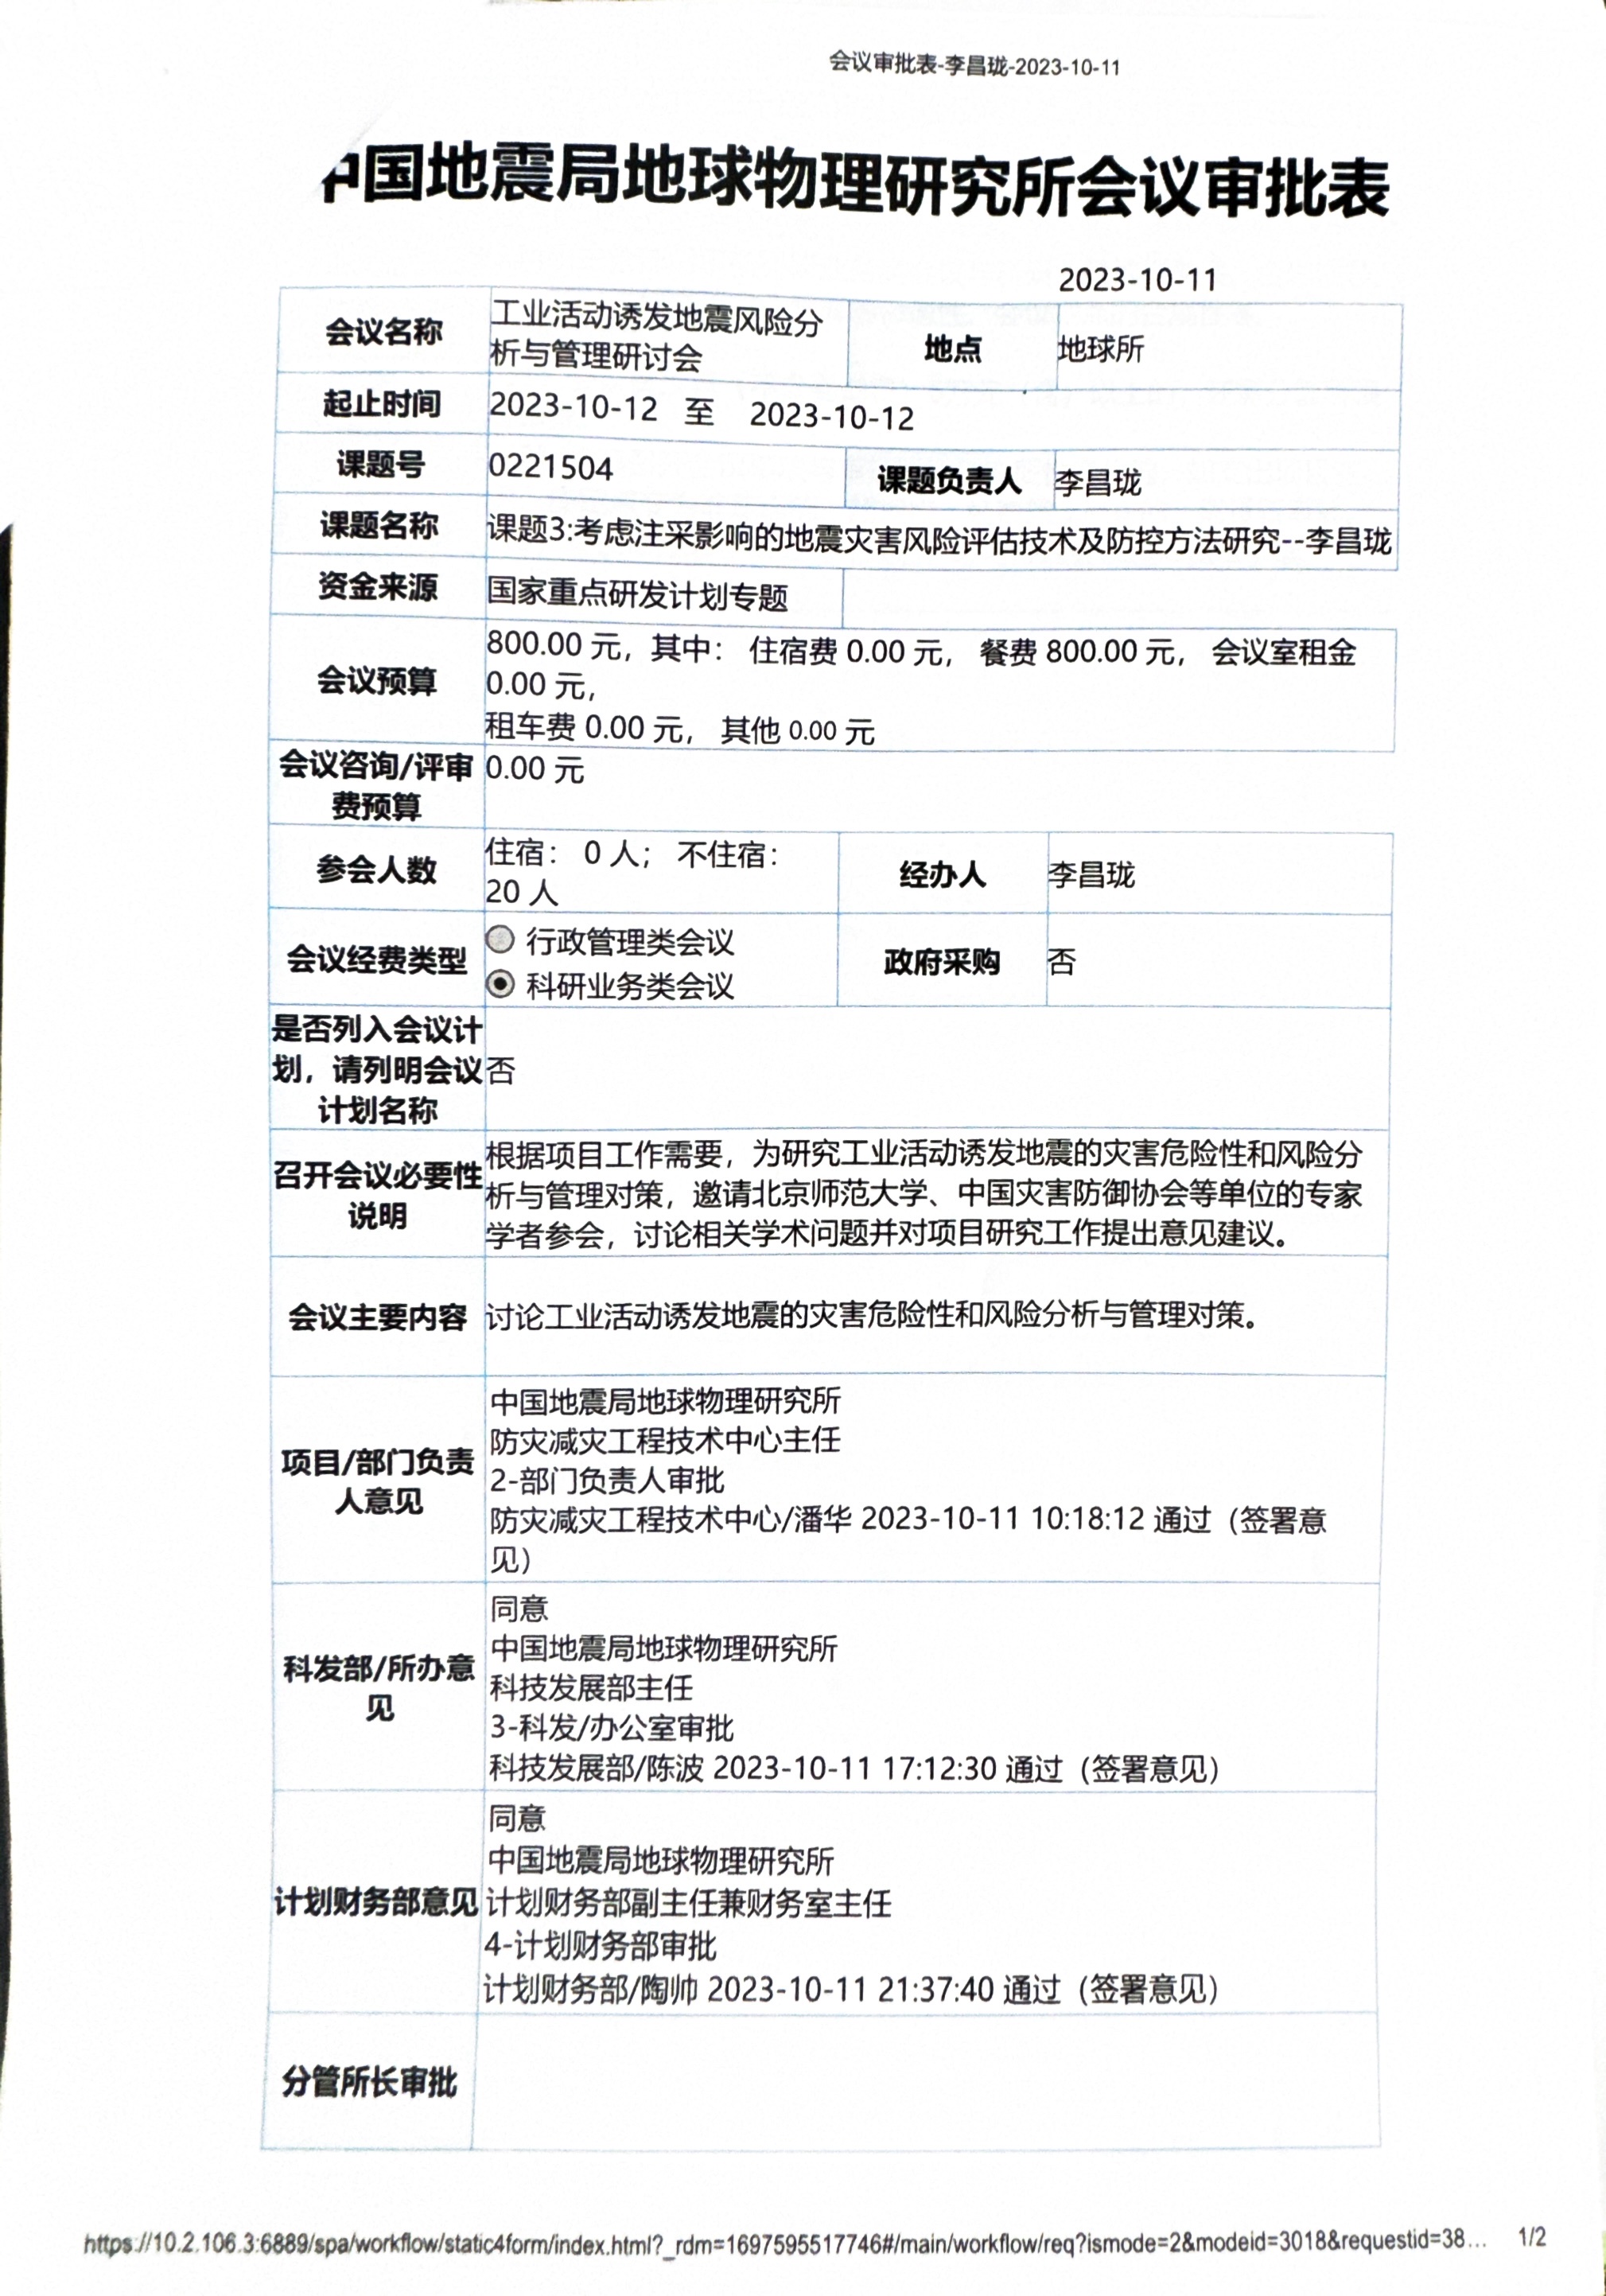 会议审批表-李昌珑-2023-10-11
中国地震局地球物理研究所会议审批表
2023-10-11
会议名称
工业活动诱发地震风险分
析与管理研讨会
地点
地球所
起止时间
2023-10-12 至 2023-10-12
课题号
0221504
课题负责人
李昌珑
课题名称
课题3:考虑注采影响的地震灾害风险评估技术及防控方法研究--李昌珑
资金来源
国家重点研发计划专题
会议预算
800.00 元，其中： 住宿费 0.00 元， 餐费 800.00 元， 会议室租金
0.00 元，
租车费 0.00 元， 其他 0.00 元
会议咨询/评审
费预算
0.00 元
参会人数
住宿： 0 人； 不住宿：
20 人
经办人
李昌珑
会议经费类型
行政管理类会议
科研业务类会议
政府采购
否
是否列入会议计
划，请列明会议
计划名称
否
召开会议必要性
说明
根据项目工作需要，为研究工业活动诱发地震的灾害危险性和风险分
析与管理对策，邀请北京师范大学、中国灾害防御协会等单位的专家
学者参会，讨论相关学术问题并对项目研究工作提出意见建议。
会议主要内容
讨论工业活动诱发地震的灾害危险性和风险分析与管理对策。
项目/部门负责
人意见
中国地震局地球物理研究所
防灾减灾工程技术中心主任
2-部门负责人审批
防灾减灾工程技术中心/潘华 2023-10-11 10:18:12 通过（签署意
见）
科发部/所办意
见
同意
中国地震局地球物理研究所
科技发展部主任
3-科发/办公室审批
科技发展部/陈波 2023-10-11 17:12:30 通过（签署意见）
计划财务部意见
同意
中国地震局地球物理研究所
计划财务部副主任兼财务室主任
4-计划财务部审批
计划财务部/陶帅 2023-10-11 21:37:40 通过（签署意见）
分管所长审批
https://10.2.106.3:6889/spa/workflow/static4form/index.html?_rdm=1697595517746#/main/workflow/req?ismode=2&modeid=3018&requestid=38... 1/2